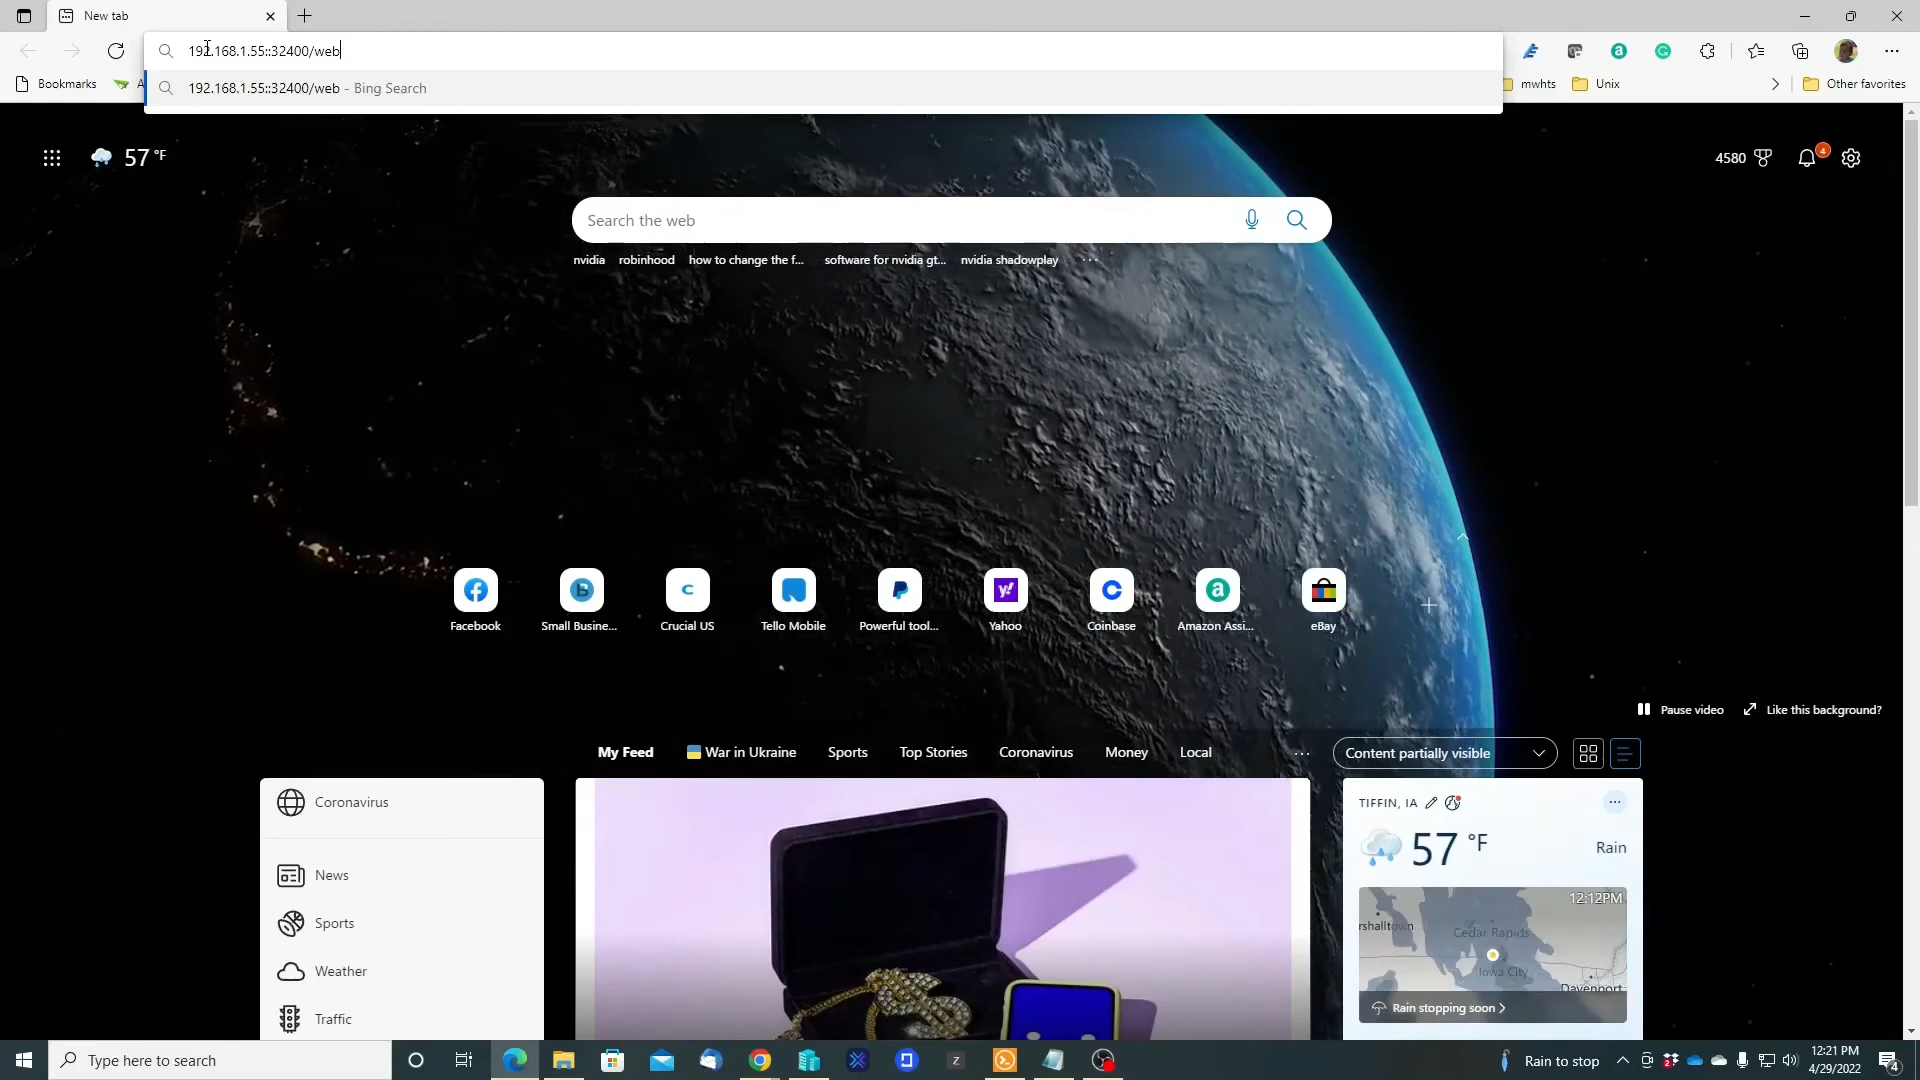 New tab
192.168.1.55::32400/web
192.168.1.55::32400/web - Bing Search
Bookmarks
A
mwhts
Unix
Other favorites
57 °F
4580
4
Search the web
nvidia
robinhood
how to change the f...
software for nvidia gt...
nvidia shadowplay
...
Facebook
Small Busine...
Crucial US
Tello Mobile
Powerful tool...
Yahoo
Coinbase
Amazon Assi...
eBay
Pause video
Like this background?
My Feed
War in Ukraine
Sports
Top Stories
Coronavirus
Money
Local
...
Content partially visible
Coronavirus
News
Sports
Weather
Traffic
TIFFIN, IA
57 °F
Rain
12:12PM
rshalltown
Cedar Rapids
Iowa City
Davenport
Rain stopping soon
Type here to search
Rain to stop
12:21 PM
4/29/2022
4